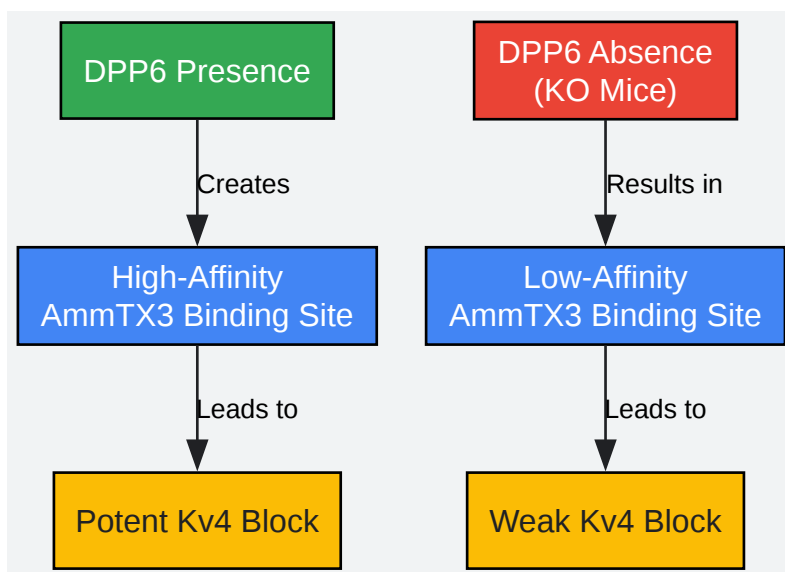 DPP6 Presence
Creates
High-Affinity
AmmTX3 Binding Site
Leads to
Potent Kv4 Block
DPP6 Absence
(KO Mice)
Results in
Low-Affinity
AmmTX3 Binding Site
Leads to
Weak Kv4 Block